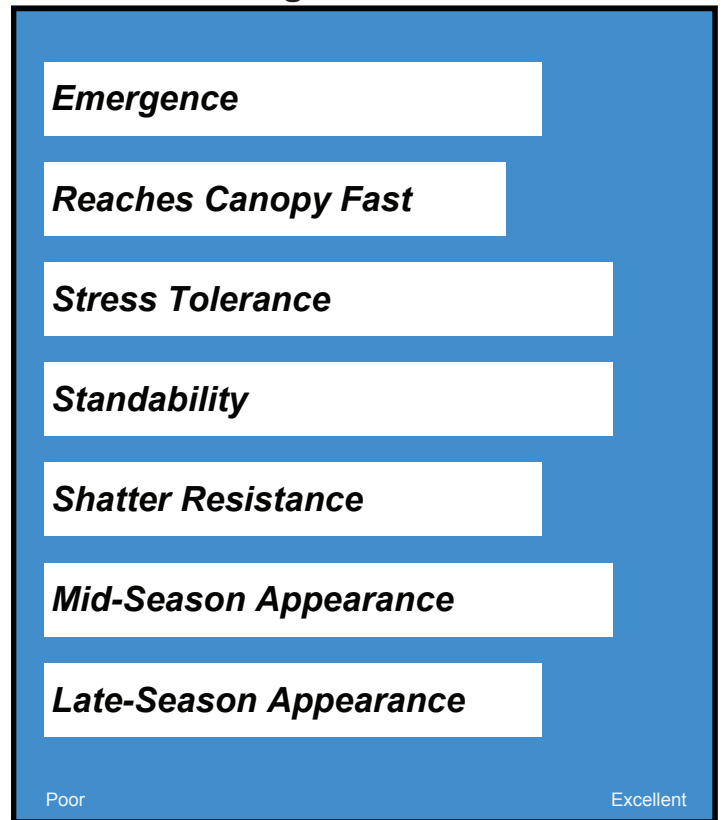 Emergence
Reaches Canopy Fast
Stress Tolerance
Standability
Shatter Resistance
Mid-Season Appearance
Late-Season Appearance
Poor Excellent